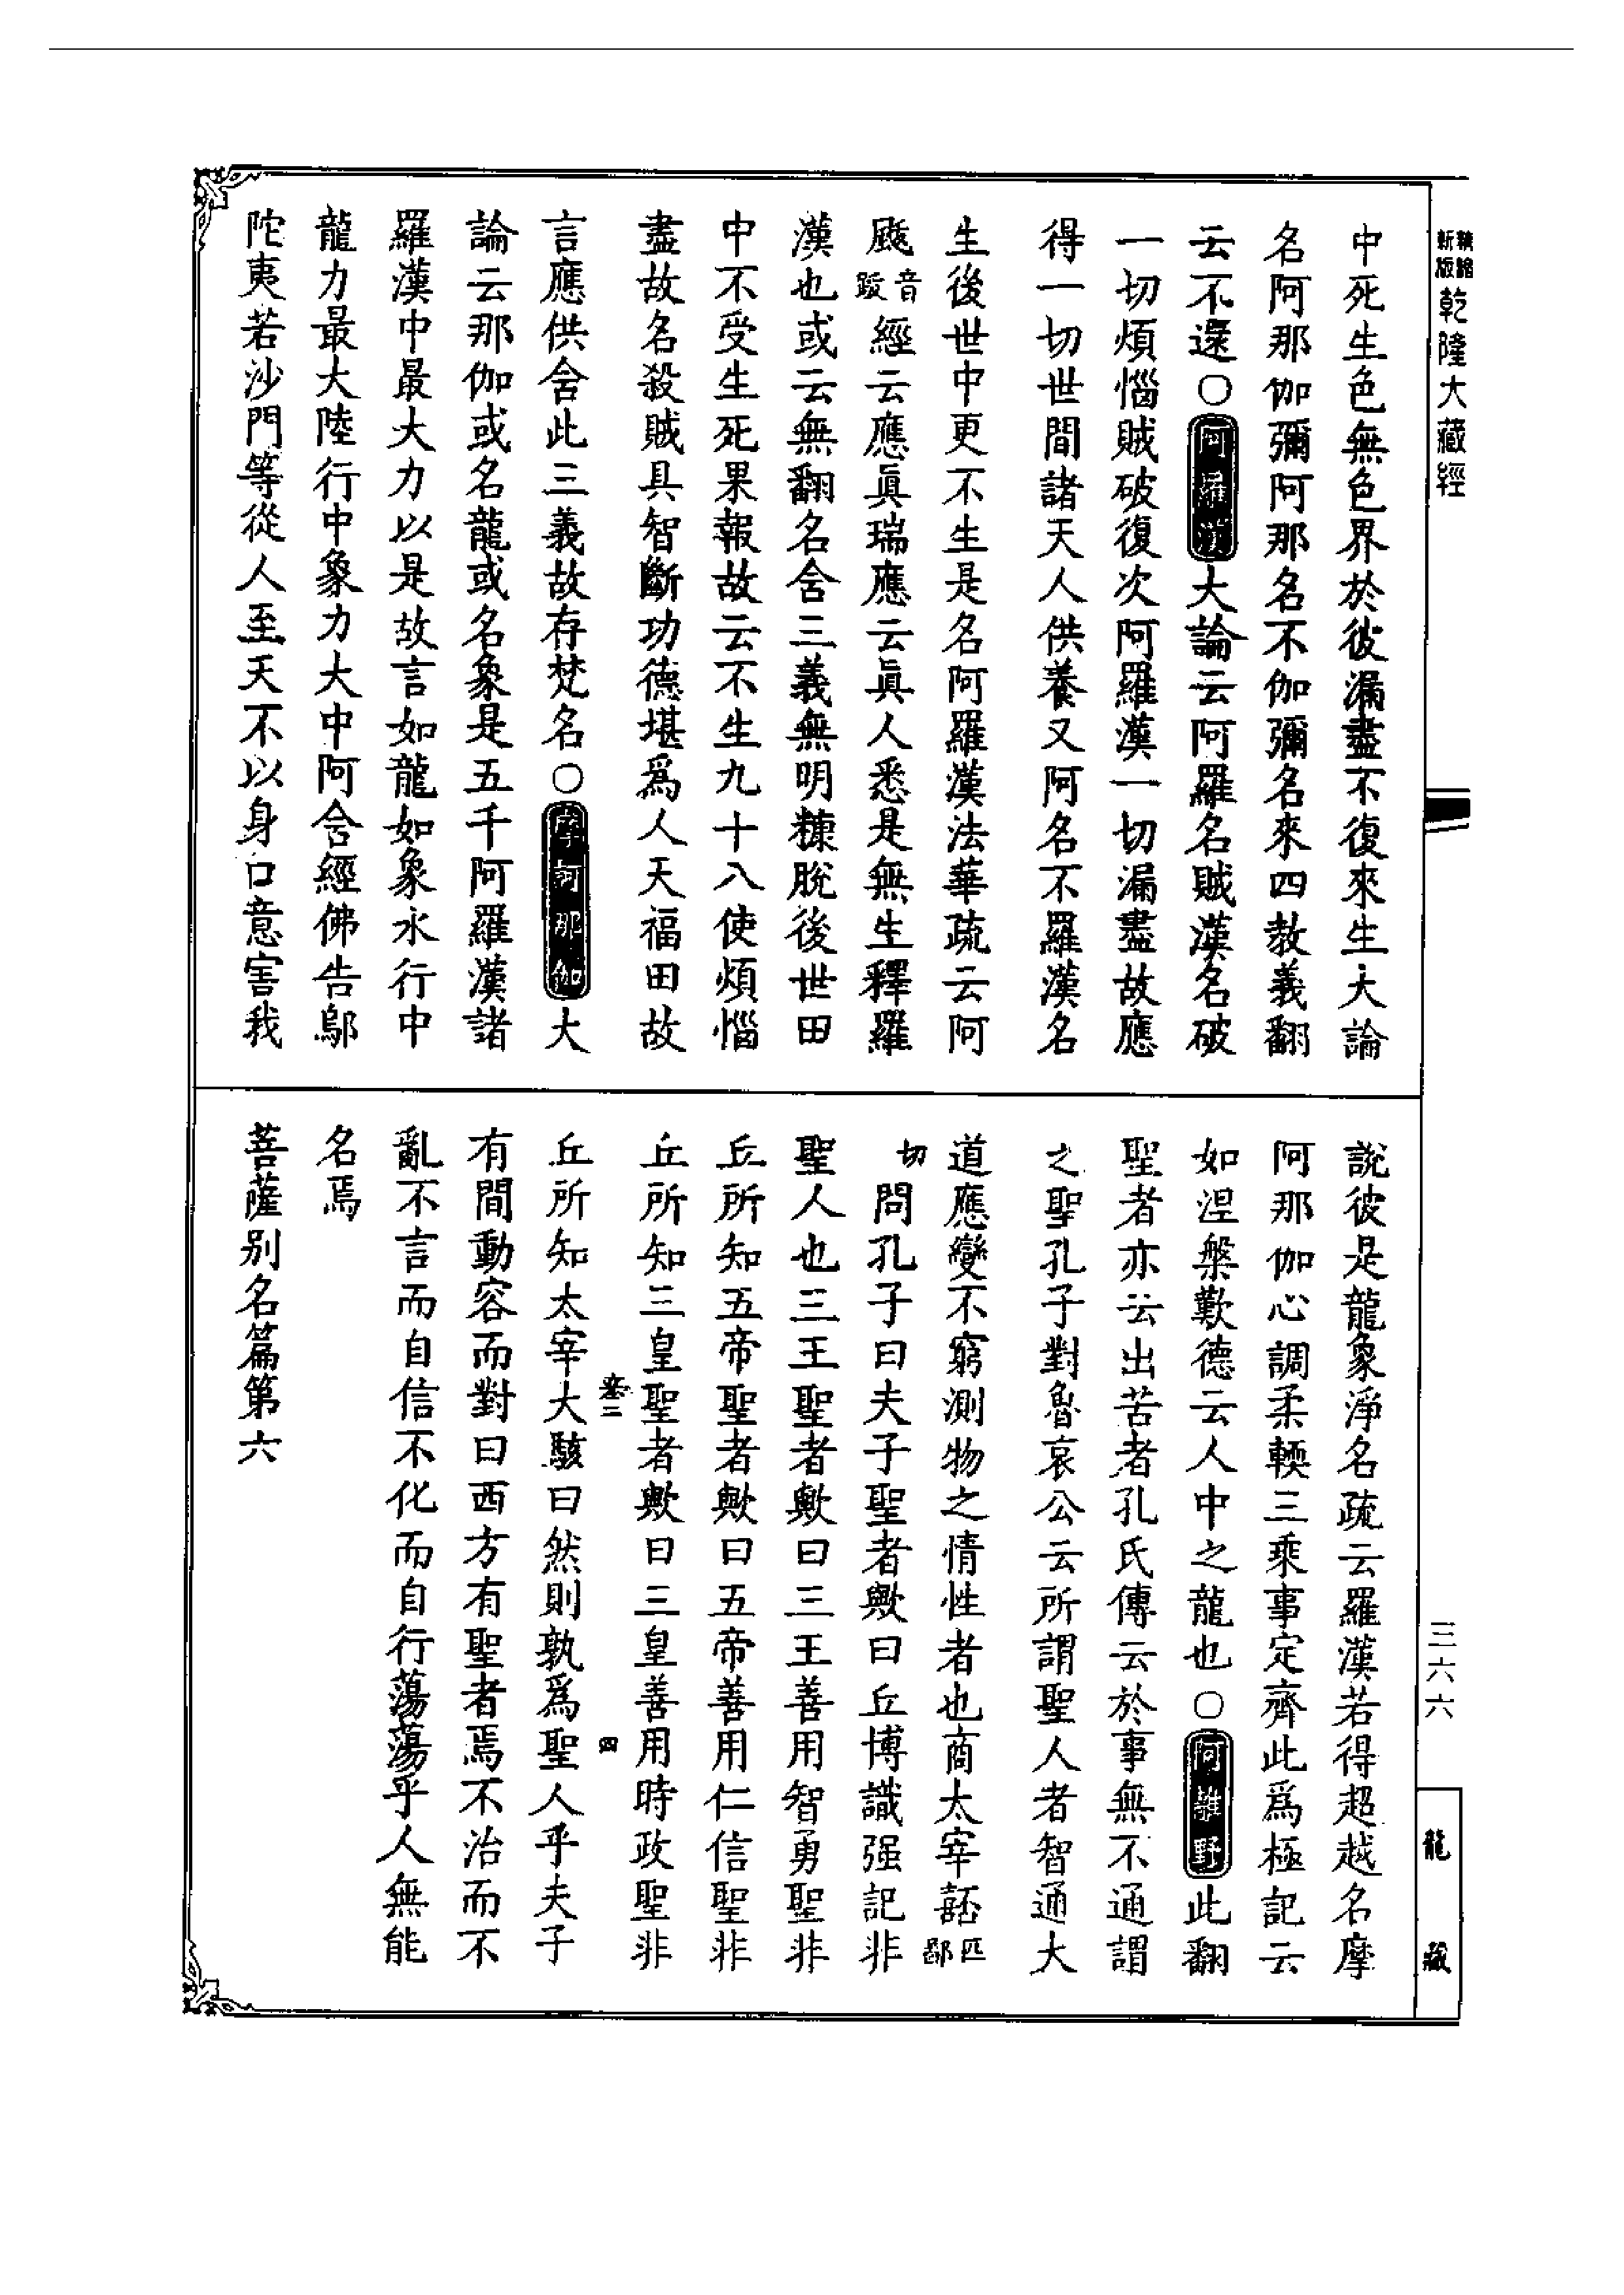 精縮新版乾隆大藏經
中死生色無色界於彼漏盡不復來生大論
名阿那伽彌阿那名不伽彌名來四教義翻
云不還〇阿羅漢大論云阿羅名賊漢名破
一切煩惱賊破復次阿羅漢一切漏盡故應
得一切世間諸天人供養又阿名不羅漢名
生後世中更不生是名阿羅漢法華疏云阿
颰音跋經云應眞瑞應云眞人悉是無生釋羅
漢也或云無翻名含三義無明糠脫後世田
中不受生死果報故云不生九十八使煩惱
盡故名殺賊具智斷功德堪爲人天福田故
言應供含此三義故存梵名〇摩訶那伽大
論云那伽或名龍或名象是五千阿羅漢諸
羅漢中最大力以是故言如龍如象永行中
龍力最大陸行中象力大中阿含經佛告鄔
陀夷若沙門等從人至天不以身口意害我
說彼是龍象淨名疏云羅漢若得超越名摩
阿那伽心調柔輭三乘事定齊此爲極記云
如涅槃歎德云人中之龍也〇阿離野此翻
聖者亦云出苦者孔氏傳云於事無不通謂
之聖孔子對魯哀公云所謂聖人者智通大
道應變不窮測物之情性者也商太宰嚭匹鄙
切問孔子曰夫子聖者歟曰丘博識强記非
聖人也三王聖者歟曰三王善用智勇聖非
丘所知五帝聖者歟曰五帝善用仁信聖非
丘所知三皇聖者歟曰三皇善用時政聖非
丘所知太宰大駭曰然則孰爲聖人乎夫子
有間動容而對曰西方有聖者焉不治而不
亂不言而自信不化而自行蕩蕩乎人無能
名焉
菩薩別名篇第六
卷三
四
三六六
龍藏